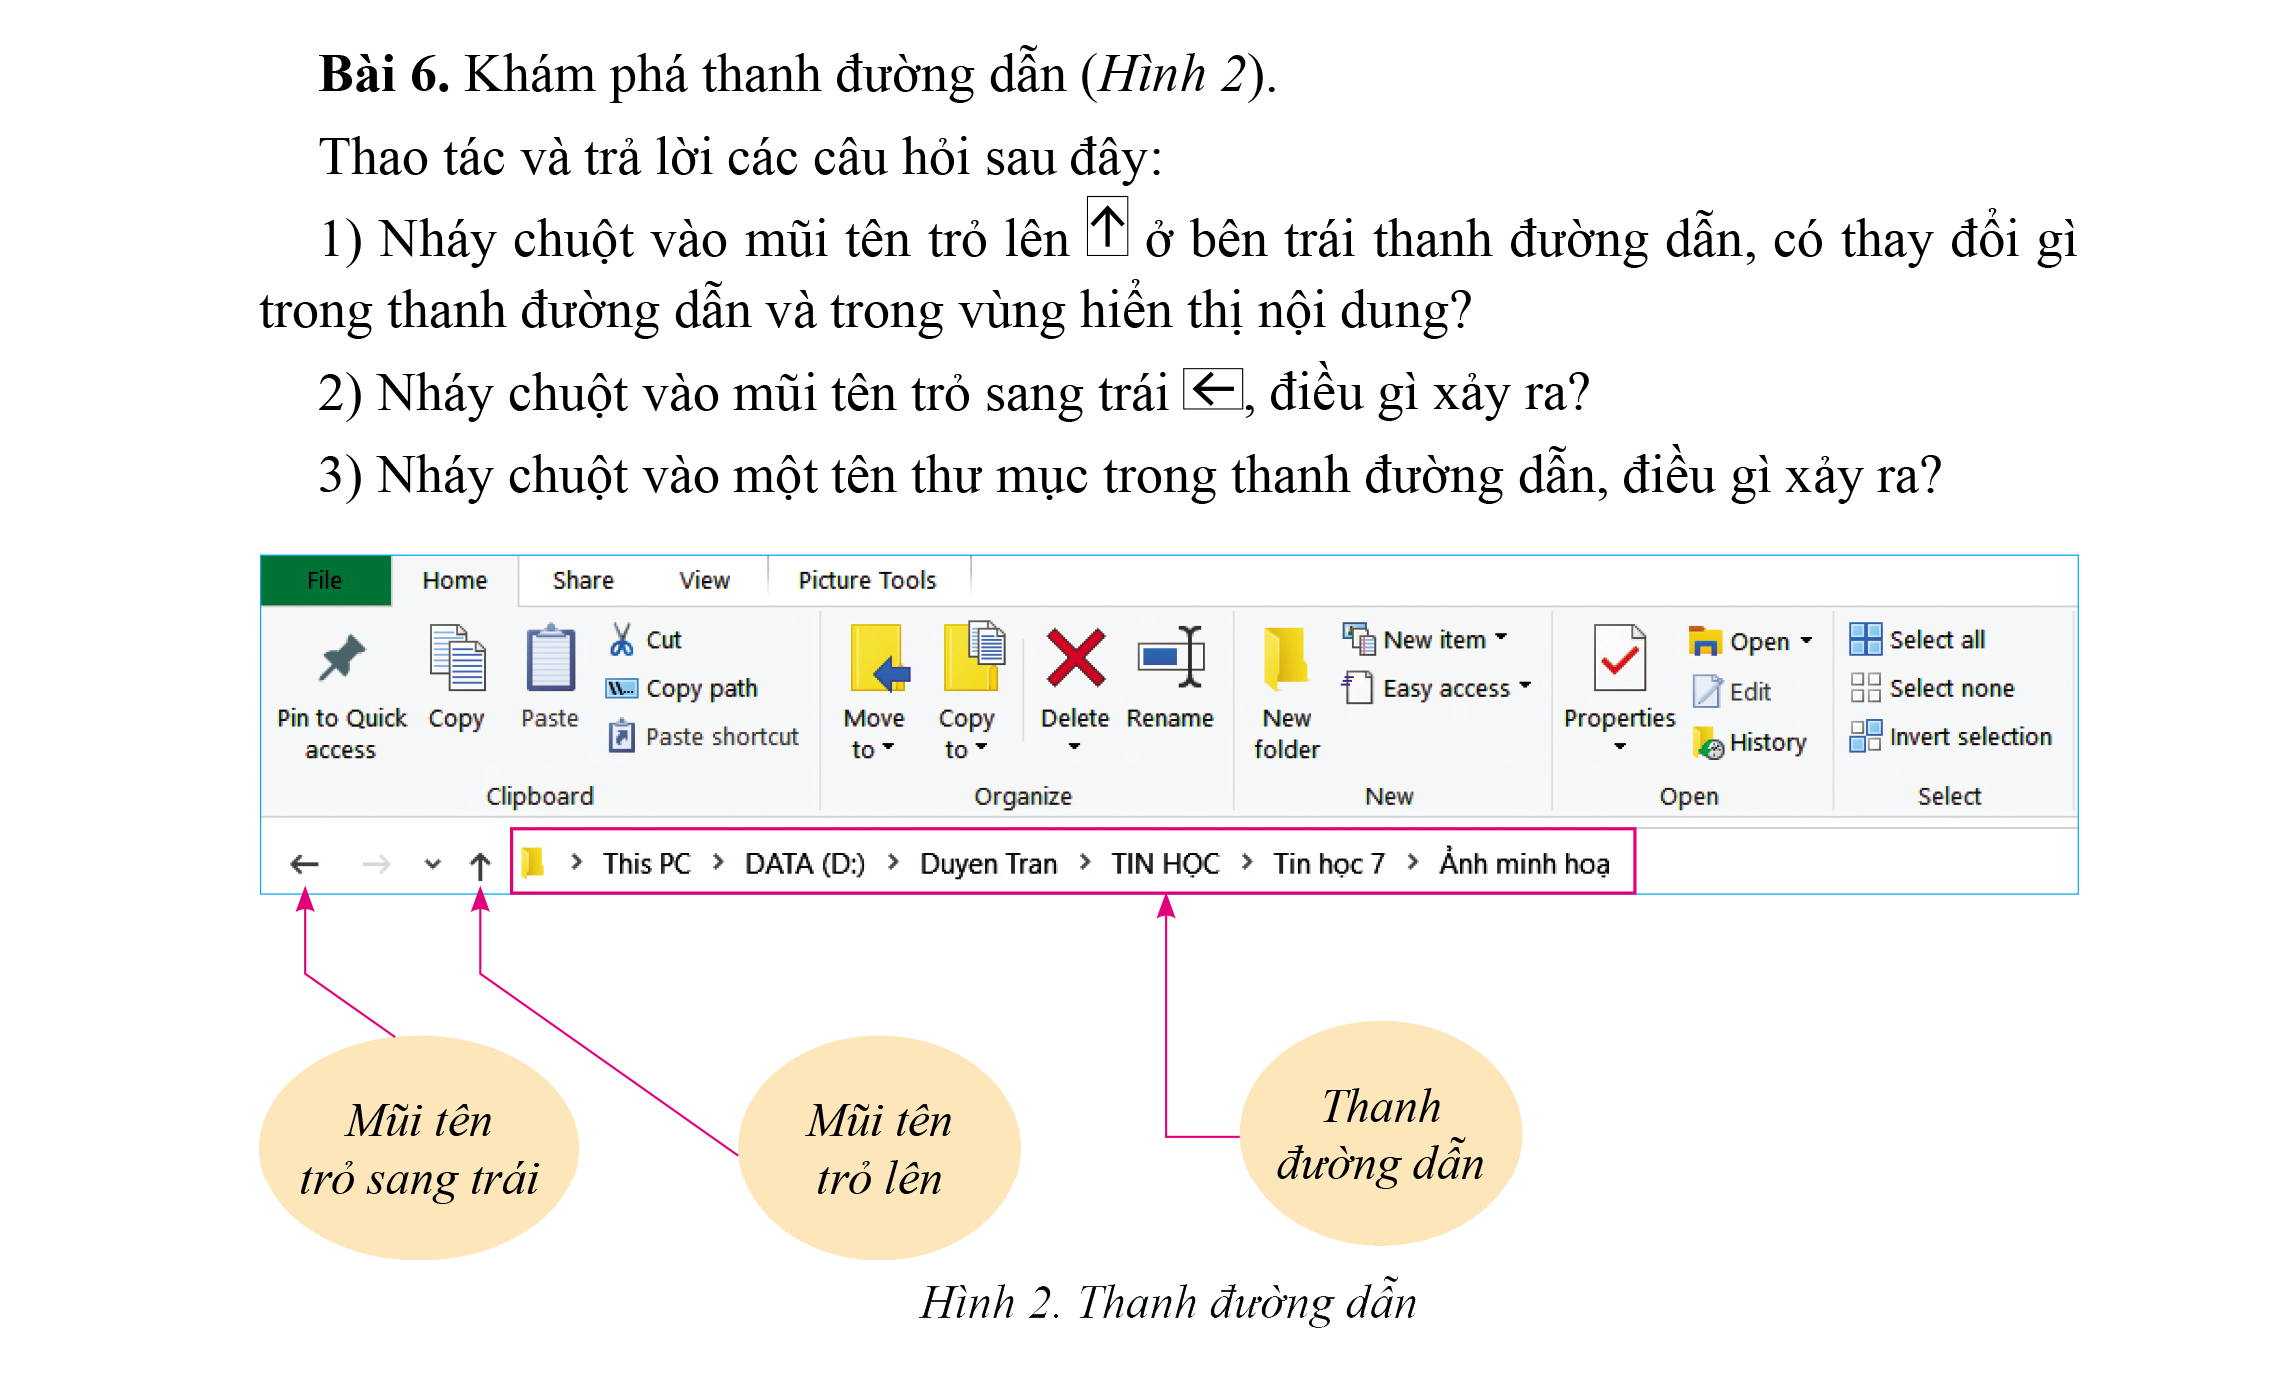 Bài 6. Khám phá thanh đường dẫn (Hình 2).
Thao tác và trả lời các câu hỏi sau đây:
1) Nháy chuột vào mũi tên trỏ lên ↑ ở bên trái thanh đường dẫn, có thay đổi gì
trong thanh đường dẫn và trong vùng hiển thị nội dung?
2) Nháy chuột vào mũi tên trỏ sang trái ←, điều gì xảy ra?
3) Nháy chuột vào một tên thư mục trong thanh đường dẫn, điều gì xảy ra?
File Home Share View Picture Tools
Pin to Quick
access
Copy
Paste
Cut
Copy path
Paste shortcut
Clipboard
Move
to
Copy
to
Delete
Rename
Organize
New
folder
New item
Easy access
New
Properties
Open
Edit
History
Open
Select all
Select none
Invert selection
Select
← → ↑ > This PC > DATA (D:) > Duyen Tran > TIN HỌC > Tin học 7 > Ảnh minh hoạ
Mũi tên
trỏ sang trái
Mũi tên
trỏ lên
Thanh
đường dẫn
Hình 2. Thanh đường dẫn